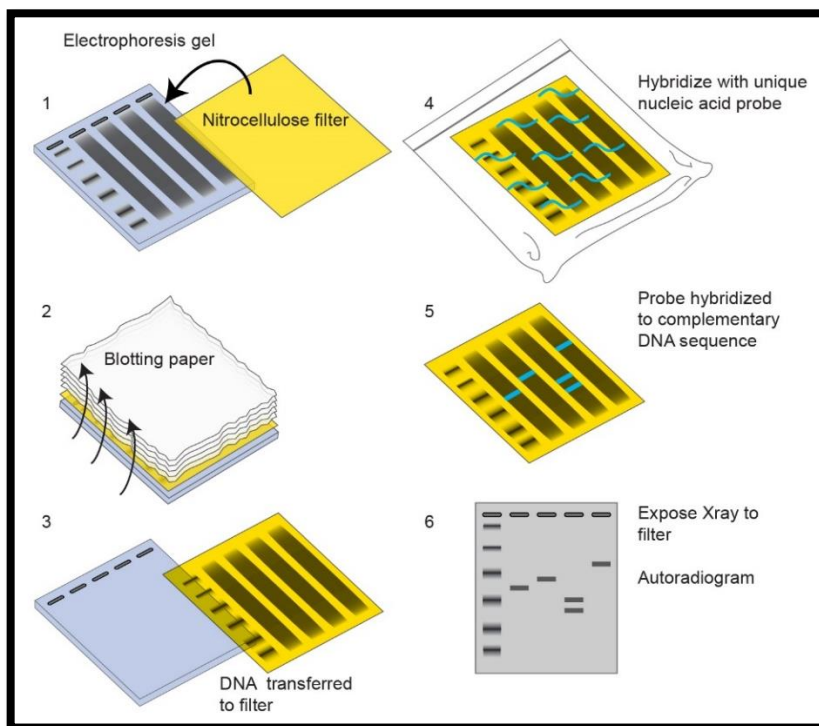 Electrophoresis gel
1
Nitrocellulose filter
2
Blotting paper
3
DNA transferred
to filter
4
Hybridize with unique
nucleic acid probe
5
Probe hybridized
to complementary
DNA sequence
6
Expose Xray to
filter
Autoradiogram